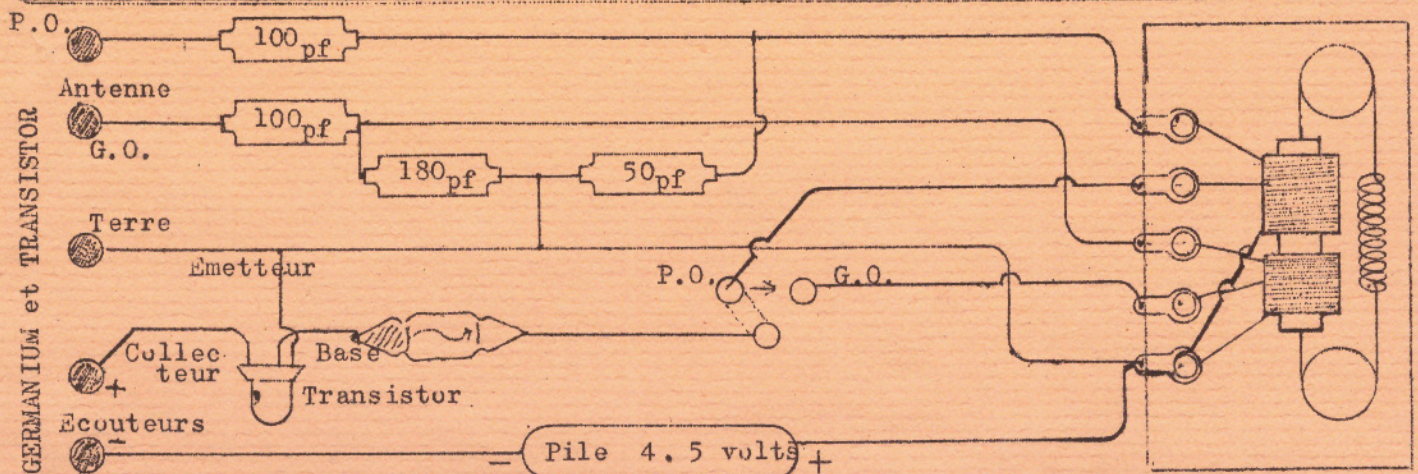 P.O.
100pf
Antenne
100pf
G.O.
180pf
50pf
Terre
Emetteur
P.O.
G.O.
Collec
teur
Base
+
Transistor
Ecouteurs
-
- Pile 4.5 volts +
GERMANIUM et TRANSISTOR